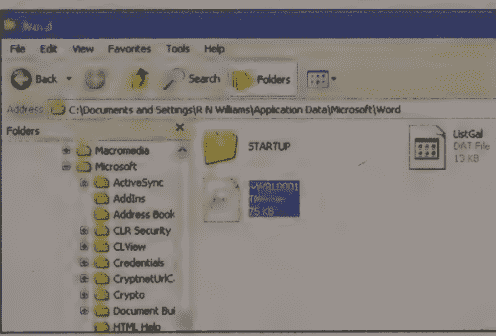 Word
File Edit View Favorites Tools Help
Back Search Folders
Address C:\Documents and Settings\R N Williams\Application Data\Microsoft\Word
Folders
Macromedia
Microsoft
ActiveSync
AddIns
Address Book
CLR Security
CLView
Credentials
CryptnetUrlC
Crypto
Document Bui
HTML Help
STARTUP
~WRL0001
75 KB
ListGal
DAT File